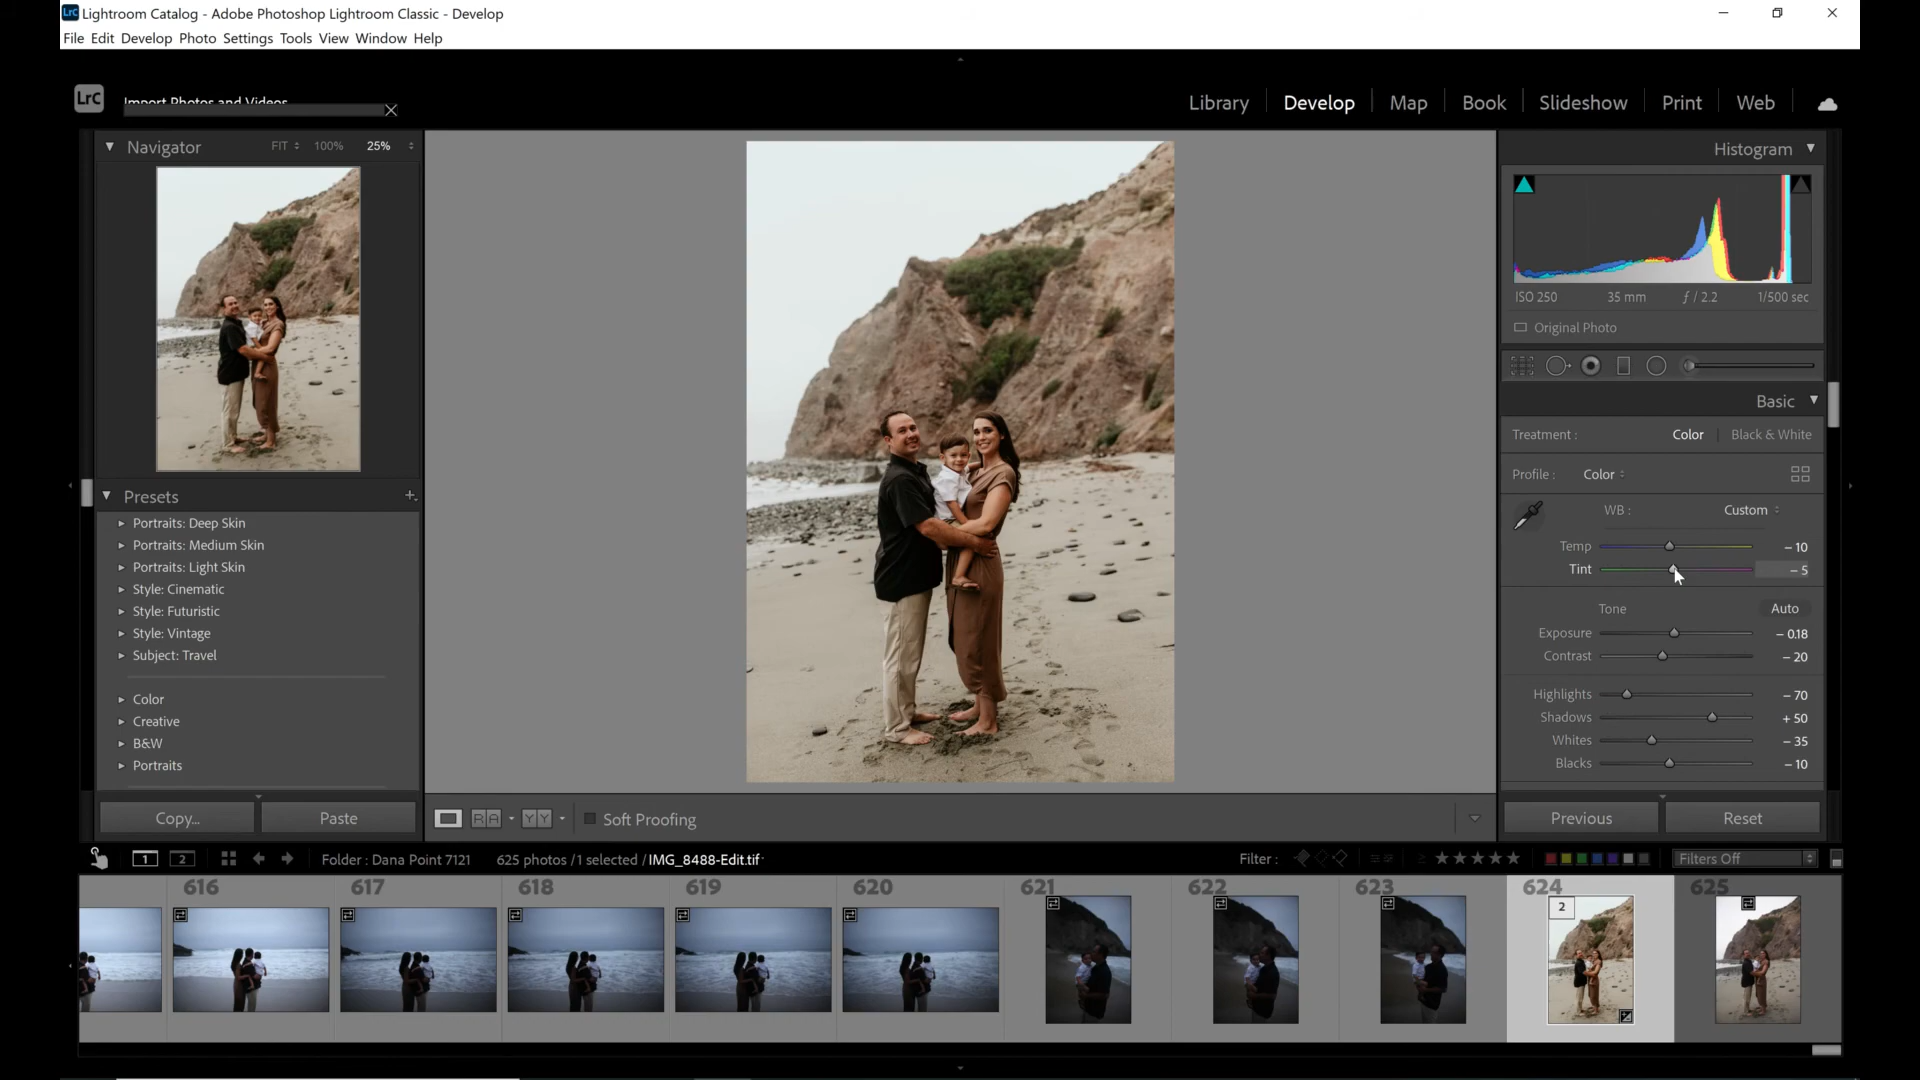 Lrc Lightroom Catalog - Adobe Photoshop Lightroom Classic - Develop
File Edit Develop Photo Settings Tools View Window Help
LrC Import Photos and Videos
Library Develop Map Book Slideshow Print Web
Navigator FIT 100% 25%
Histogram
ISO 250 35 mm ƒ / 2.2 1/500 sec
Original Photo
Basic
Treatment : Color Black & White
Profile : Color
WB : Custom
Temp – 10
Tint – 5
Tone Auto
Exposure – 0.18
Contrast – 20
Highlights – 70
Shadows + 50
Whites – 35
Blacks – 10
Presets
Portraits: Deep Skin
Portraits: Medium Skin
Portraits: Light Skin
Style: Cinematic
Style: Futuristic
Style: Vintage
Subject: Travel
Color
Creative
B&W
Portraits
Copy... Paste
R A Y Y Soft Proofing
Previous Reset
1 2 Folder : Dana Point 7121 625 photos / 1 selected / IMG_8488-Edit.tif
Filter : Filters Off
616 617 618 619 620 621 622 623 624 625
2